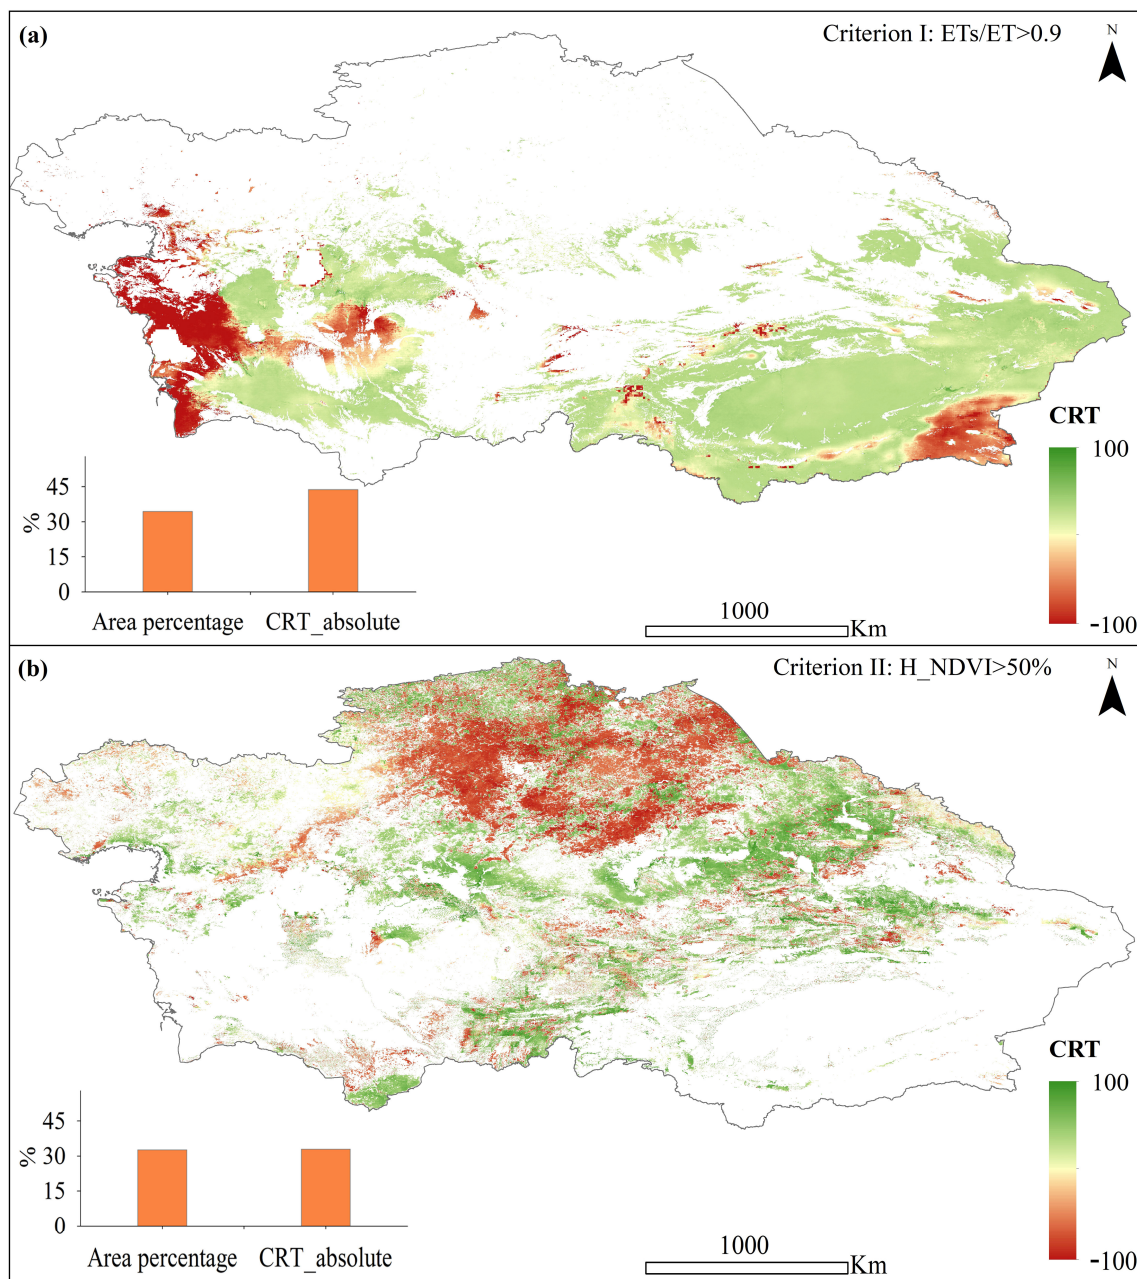 (a)
Criterion I: ETs/ET>0.9
N
CRT
100
-100
45
30
15
0
%
Area percentage
CRT_absolute
1000
Km
(b)
Criterion II: H_NDVI>50%
N
CRT
100
-100
45
30
15
0
%
Area percentage
CRT_absolute
1000
Km